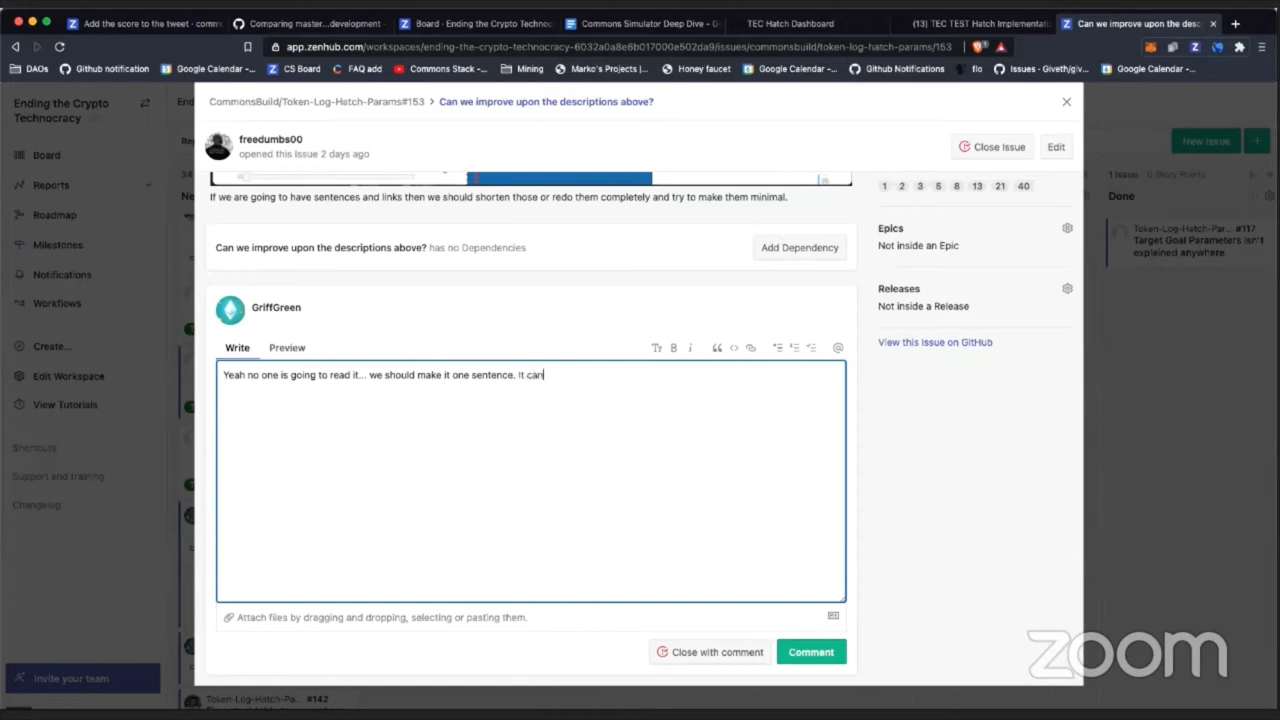 Add the score to the tweet · comm
Comparing master...development ·
Board · Ending the Crypto Techno
Commons Simulator Deep Dive - G
TEC Hatch Dashboard
(13) TEC TEST Hatch Implementati
Can we improve upon the desc
app.zenhub.com/workspaces/ending-the-crypto-technocracy-6032a0a8e6b017000e502da9/issues/commonsbuild/token-log-hatch-params/153
DAOs
Github notification
Google Calendar -...
CS Board
FAQ add
Commons Stack -...
Mining
Marko's Projects |...
Honey faucet
Google Calendar -...
Github Notifications
flo
Issues · Giveth/giv...
Google Calendar -...
Ending the Crypto
Technocracy
Board
Reports
Roadmap
Milestones
Notifications
Workflows
Create...
Edit Workspace
View Tutorials
Shortcuts
Support and training
Changelog
Invite your team
CommonsBuild/Token-Log-Hatch-Params#153 > Can we improve upon the descriptions above?
freedumbs00
opened this Issue 2 days ago
Close Issue
Edit
If we are going to have sentences and links then we should shorten those or redo them completely and try to make them minimal.
Can we improve upon the descriptions above? has no Dependencies
Add Dependency
GriffGreen
Write
Preview
Yeah no one is going to read it... we should make it one sentence. It can
Attach files by dragging and dropping, selecting or pasting them.
Close with comment
Comment
1 2 3 5 8 13 21 40
Epics
Not inside an Epic
Releases
Not inside a Release
View this Issue on GitHub
New Issue
1 Issue 0 Story Points
Done
Token-Log-Hatch-Par... #117
Target Goal Parameters isn't
explained anywhere
Token-Log-Hatch-Pa... #142
zoom